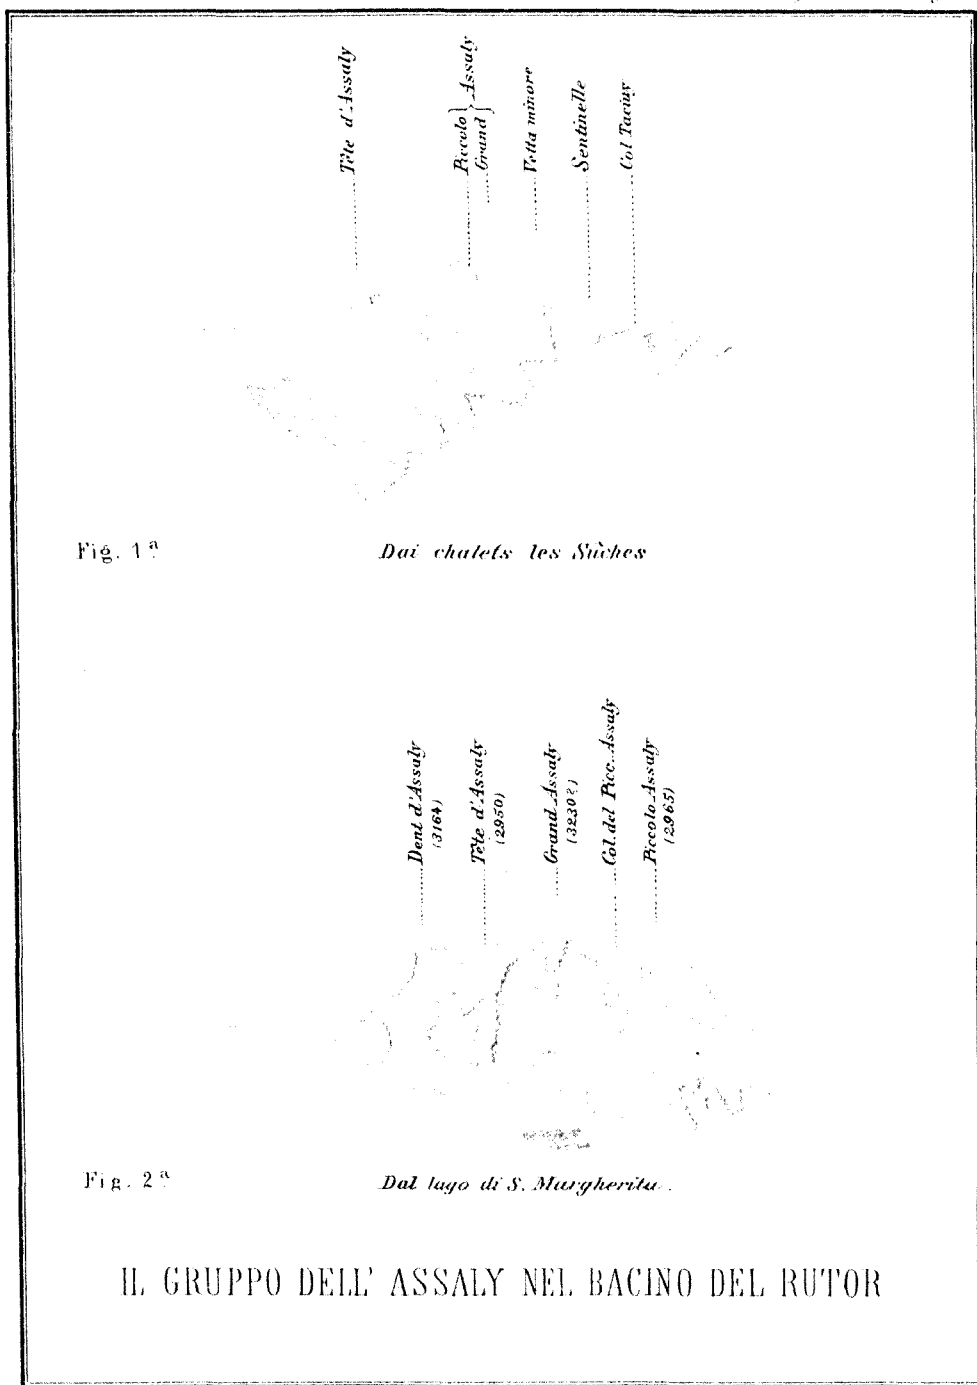 Tête d'Assaly
Piccolo } Assaly
Grand
Vetta minore
Sentinelle
Col Taciuy
Fig. 1ª
Dai chalets les Sùches
Dent d'Assaly
(3164)
Tête d'Assaly
(2950)
Grand Assaly
(3230?)
Col. del Picc. Assaly
Piccolo Assaly
(2965)
Fig. 2ª
Dal lago di S. Margherita.
IL GRUPPO DELL' ASSALY NEL BACINO DEL RUTOR